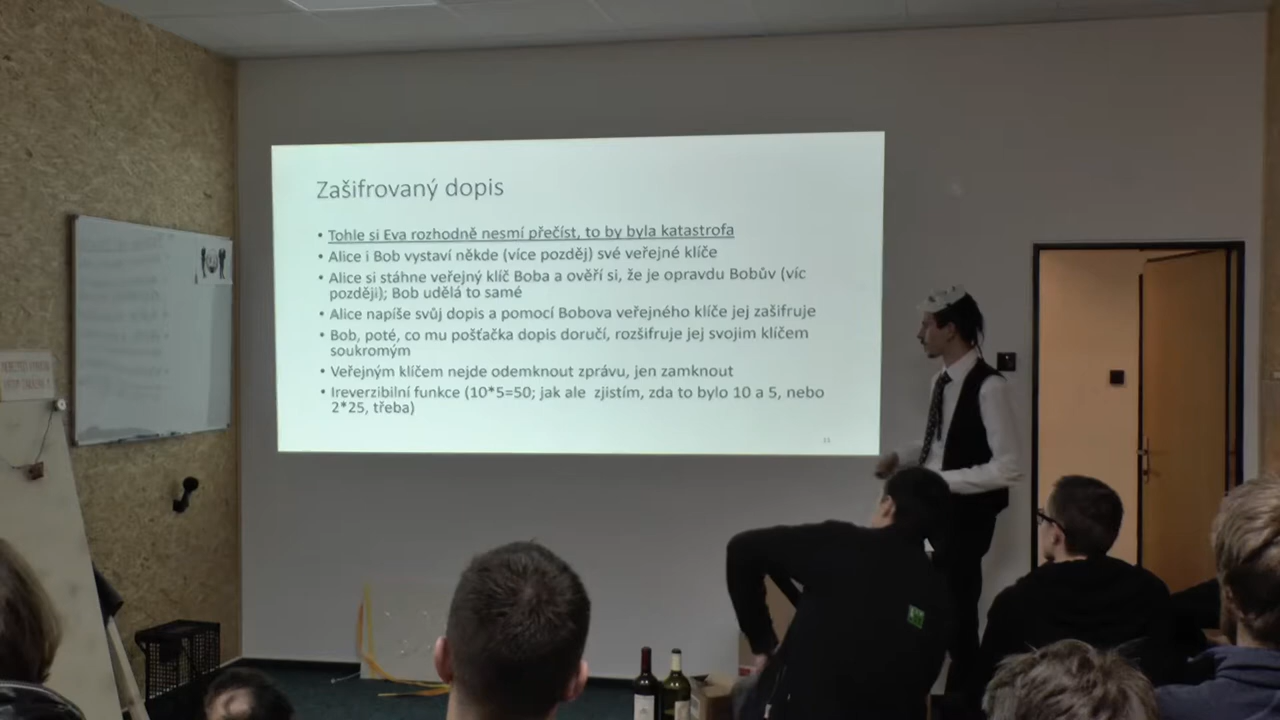 Zašifrovaný dopis
• Tohle si Eva rozhodně nesmí přečíst, to by byla katastrofa
• Alice i Bob vystaví někde (více později) své veřejné klíče
• Alice si stáhne veřejný klíč Boba a ověří si, že je opravdu Bobův (víc
později); Bob udělá to samé
• Alice napíše svůj dopis a pomocí Bobova veřejného klíče jej zašifruje
• Bob, poté, co mu pošťačka dopis doručí, rozšifruje jej svojim klíčem
soukromým
• Veřejným klíčem nejde odemknout zprávu, jen zamknout
• Ireverzibilní funkce (10*5=50; jak ale zjistím, zda to bylo 10 a 5, nebo
2*25, třeba)